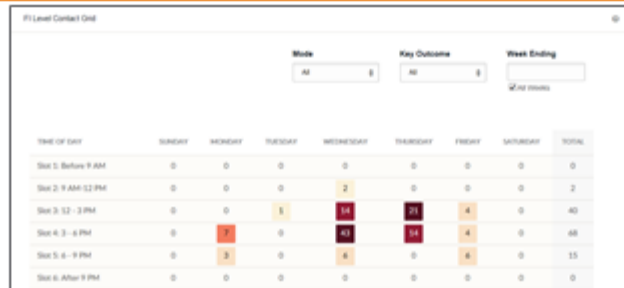 FI Level Contact Grid
Mode Key Outcome Week Ending
All All
All Weeks
TIME OF DAY SUNDAY MONDAY TUESDAY WEDNESDAY THURSDAY FRIDAY SATURDAY TOTAL
Slot 1: Before 9 AM 0 0 0 0 0 0 0 0
Slot 2: 9 AM-12 PM 0 0 0 2 0 0 0 2
Slot 3: 12 - 3 PM 0 0 1 14 21 4 0 40
Slot 4: 3 - 6 PM 0 7 0 43 14 4 0 68
Slot 5: 6 - 9 PM 0 3 0 6 0 6 0 15
Slot 6: After 9 PM 0 0 0 0 0 0 0 0